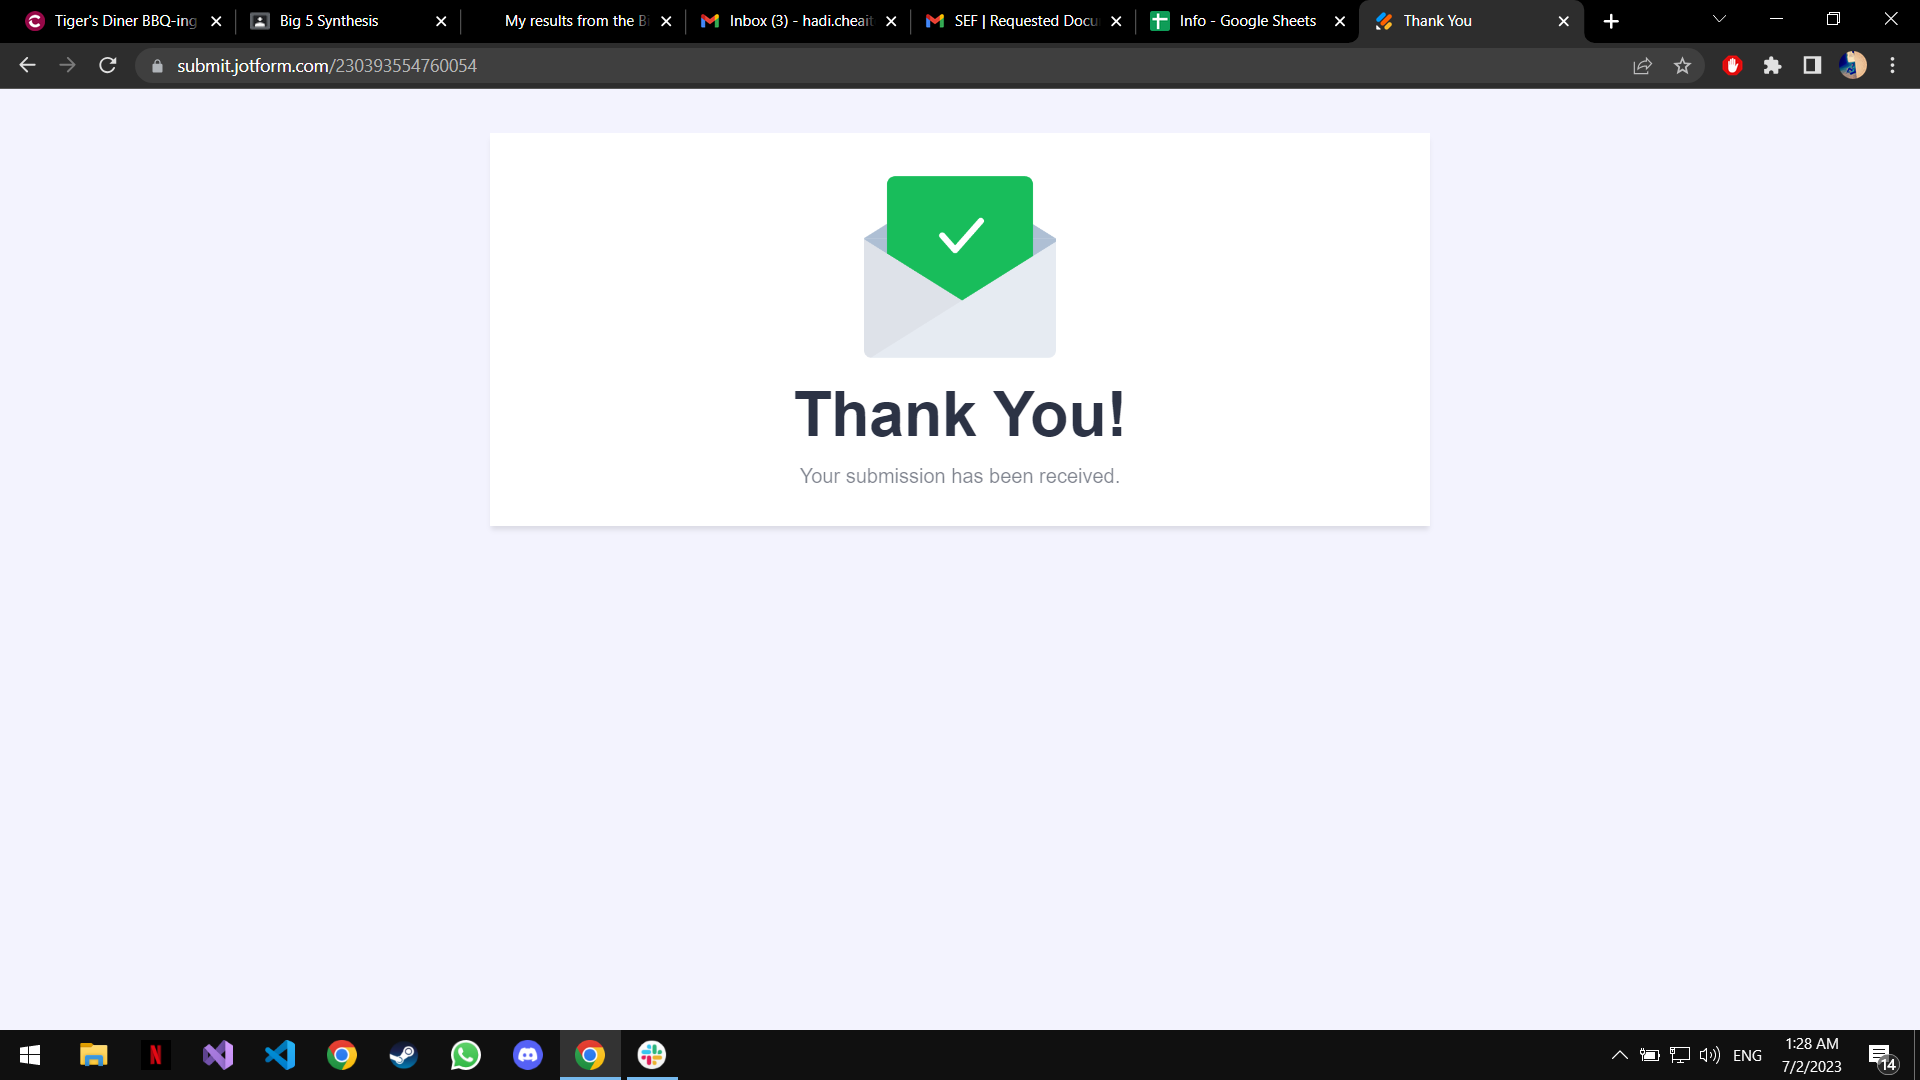 Tiger's Diner BBQ-ing
Big 5 Synthesis
My results from the Bi
Inbox (3) - hadi.cheait
SEF | Requested Docu
Info - Google Sheets
Thank You
submit.jotform.com/230393554760054
Thank You!
Your submission has been received.
N
ENG
1:28 AM
7/2/2023
14